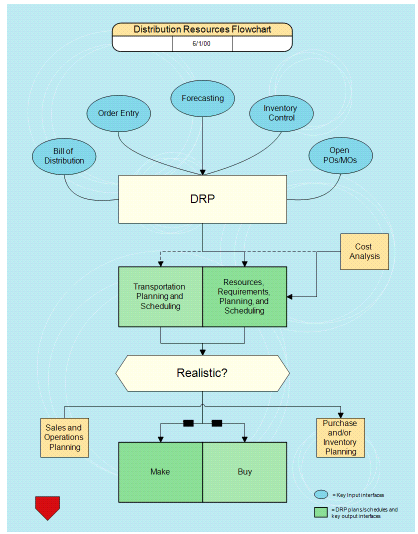 Distribution Resources Flowchart
6/1/00
Forecasting
Order Entry
Inventory
Control
Bill of
Distribution
Open
POs/MOs
DRP
Cost
Analysis
Transportation
Planning and
Scheduling
Resources,
Requirements,
Planning, and
Scheduling
Realistic?
Sales and
Operations
Planning
Purchase
and/or
Inventory
Planning
Make
Buy
= Key Input interfaces
= DRP plans/schedules and
key output interfaces